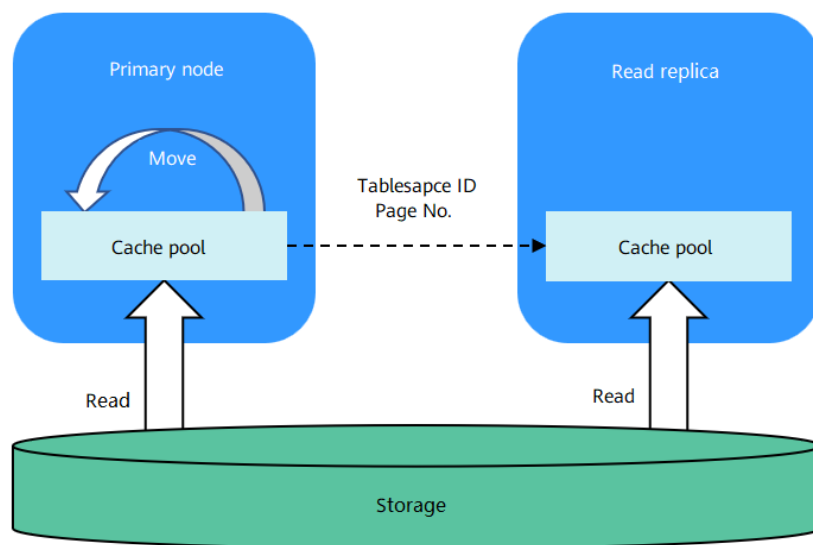 Primary node
Read replica
Move
Tablesapce ID
Page No.
Cache pool
Cache pool
Read
Read
Storage